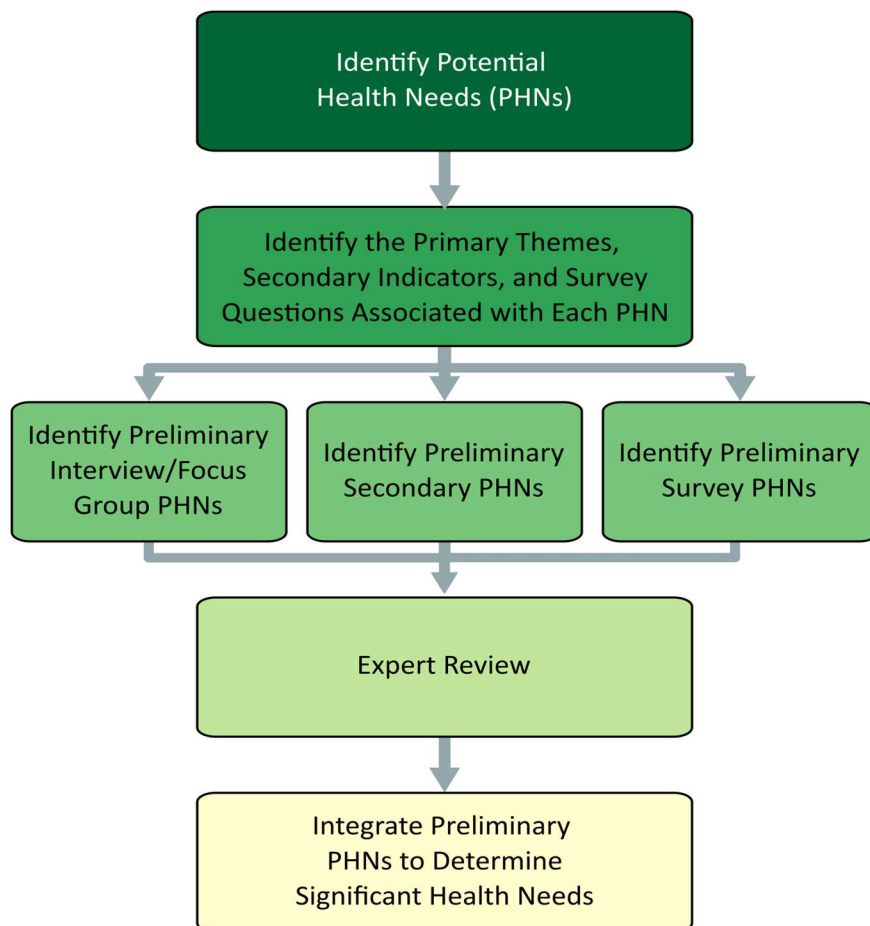 Identify Potential
Health Needs (PHNs)
Identify the Primary Themes,
Secondary Indicators, and Survey
Questions Associated with Each PHN
Identify Preliminary
Interview/Focus
Group PHNs
Identify Preliminary
Secondary PHNs
Identify Preliminary
Survey PHNs
Expert Review
Integrate Preliminary
PHNs to Determine
Significant Health Needs